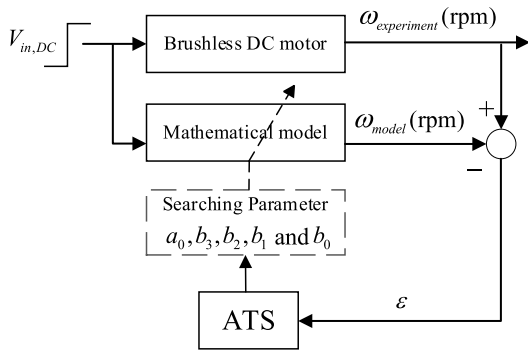 V_in,DC
Brushless DC motor
ω_experiment (rpm)
+
Mathematical model
ω_model (rpm)
−
Searching Parameter
a_0, b_3, b_2, b_1 and b_0
ATS
ε